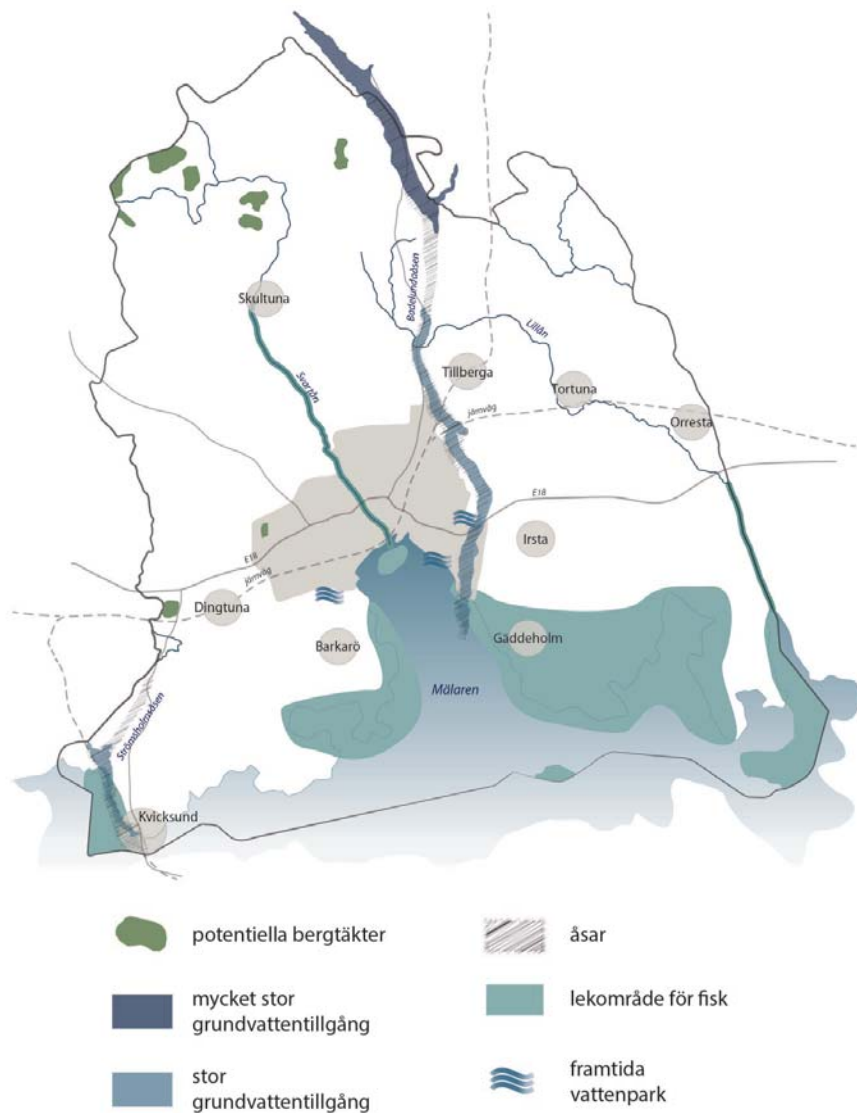 Badelundaåsen
Skultuna
Lillån
Svartån
Tillberga
Tortuna
järnväg
Orresta
E18
Irsta
E18
järnväg
Dingtuna
Barkarö
Gäddeholm
Mälaren
Strömsholmsåsen
Kvicksund
potentiella bergtäkter
åsar
mycket stor
grundvattentillgång
lekområde för fisk
stor
grundvattentillgång
framtida
vattenpark